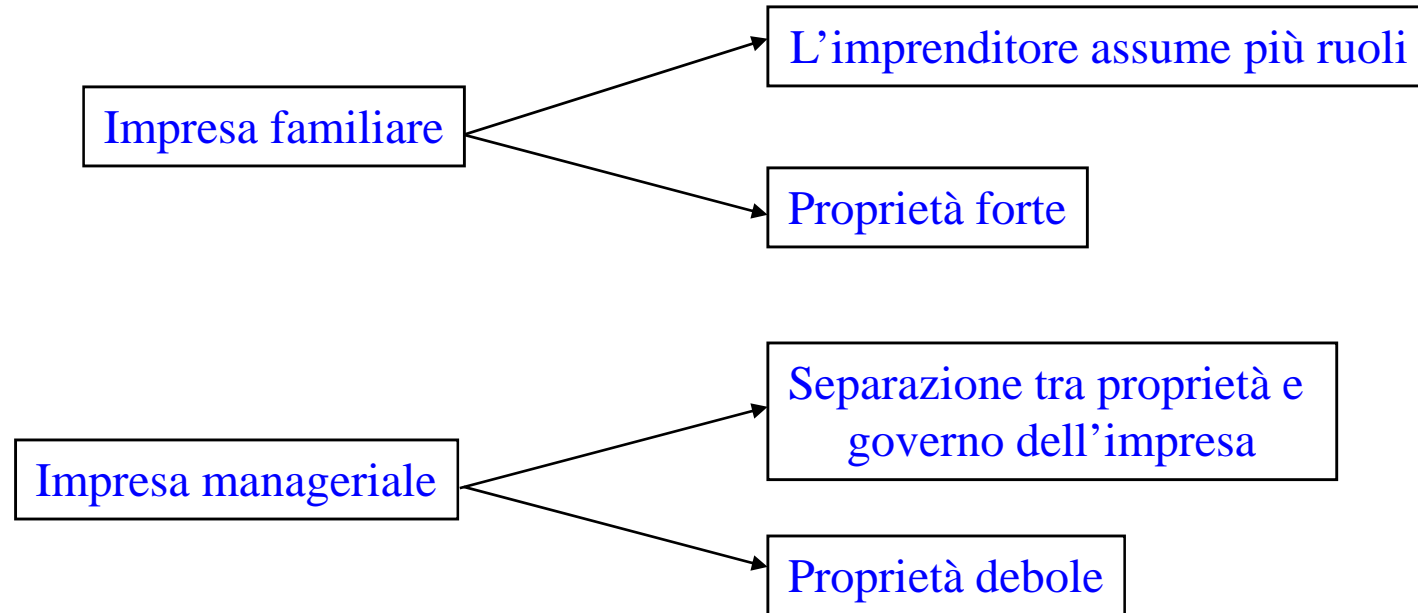 L’imprenditore assume più ruoli
Impresa familiare
Proprietà forte
Separazione tra proprietà e
governo dell’impresa
Impresa manageriale
Proprietà debole